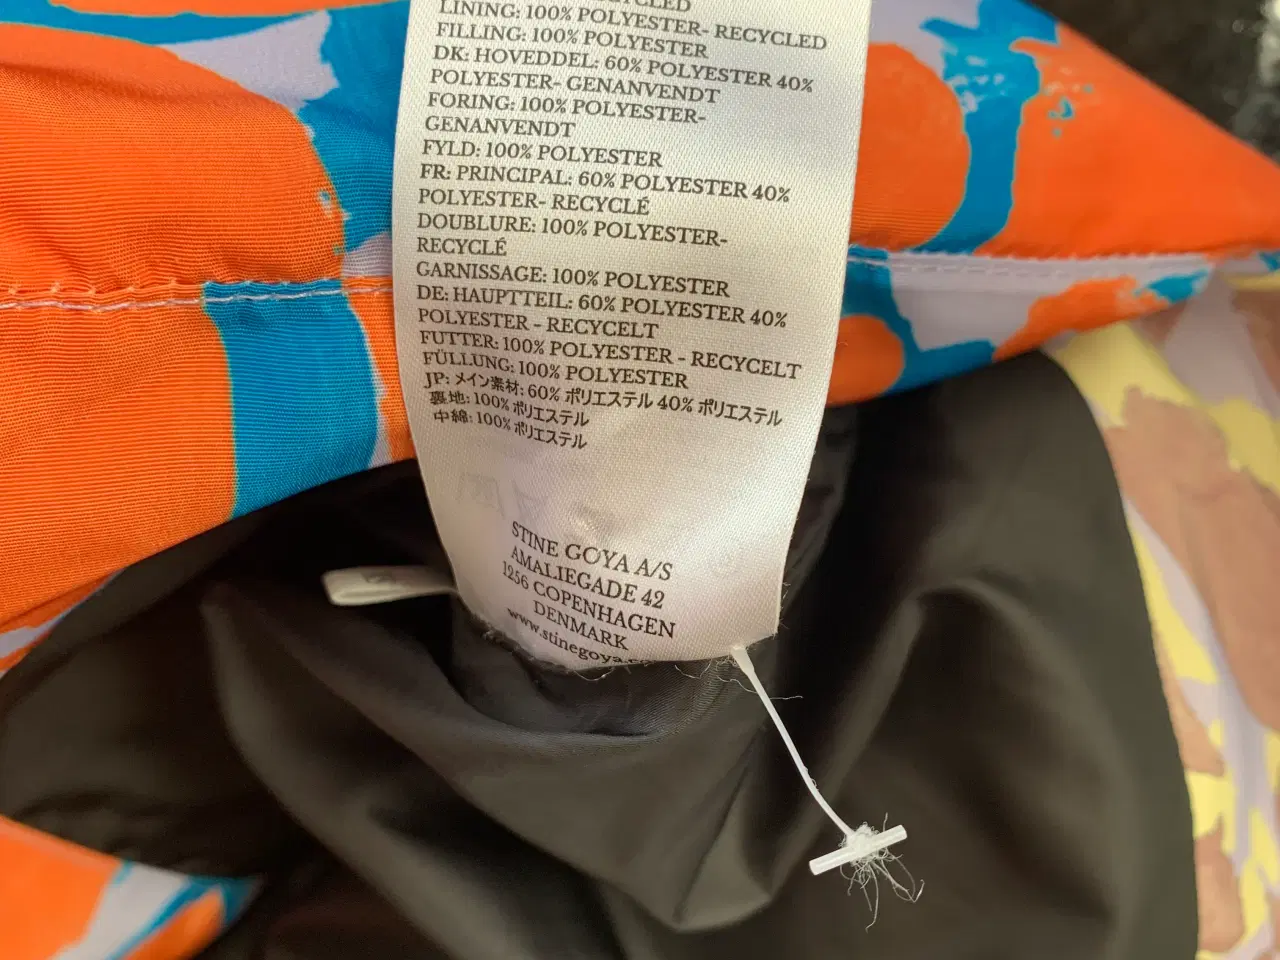 LINING: 100% POLYESTER- RECYCLED
FILLING: 100% POLYESTER
DK: HOVEDDEL: 60% POLYESTER 40%
POLYESTER- GENANVENDT
FORING: 100% POLYESTER-
GENANVENDT
FYLD: 100% POLYESTER
FR: PRINCIPAL: 60% POLYESTER 40%
POLYESTER- RECYCLÉ
DOUBLURE: 100% POLYESTER-
RECYCLÉ
GARNISSAGE: 100% POLYESTER
DE: HAUPTTEIL: 60% POLYESTER 40%
POLYESTER - RECYCELT
FUTTER: 100% POLYESTER - RECYCELT
FÜLLUNG: 100% POLYESTER
JP: メイン素材: 60% ポリエステル 40% ポリエステル
裏地: 100% ポリエステル
中綿: 100% ポリエステル
STINE GOYA A/S
AMALIEGADE 42
1256 COPENHAGEN
DENMARK
www.stinegoya.c